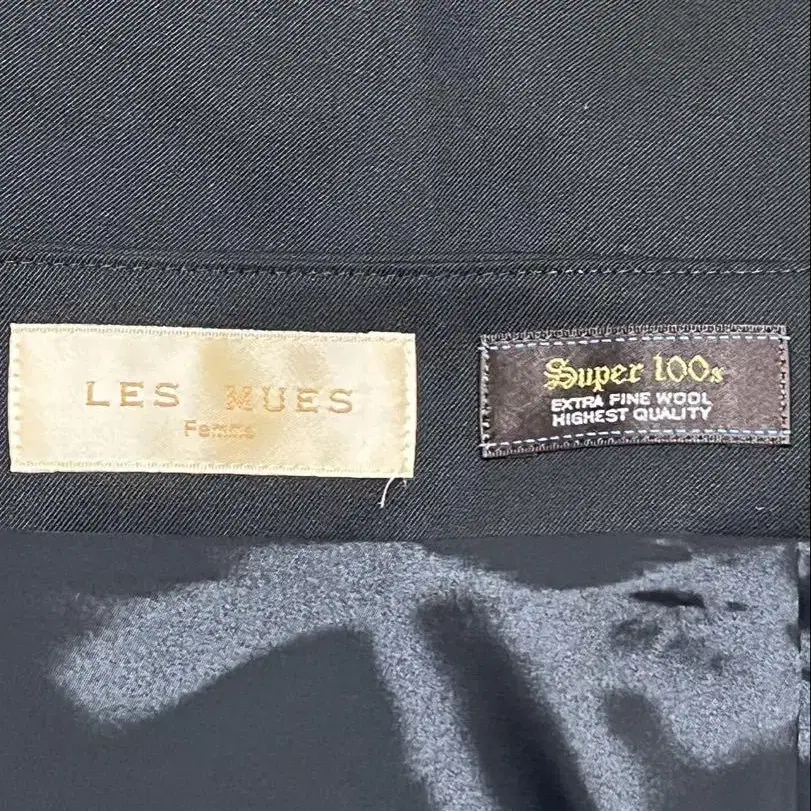 LES MUES
Femme
Super 100s
EXTRA FINE WOOL
HIGHEST QUALITY